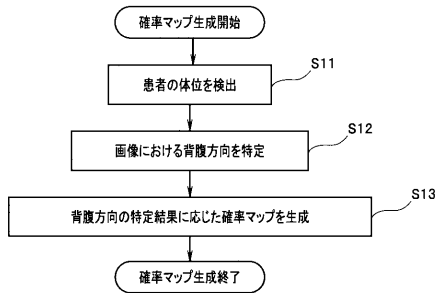 確率マップ生成開始
患者の体位を検出
S11
画像における背腹方向を特定
S12
背腹方向の特定結果に応じた確率マップを生成
S13
確率マップ生成終了